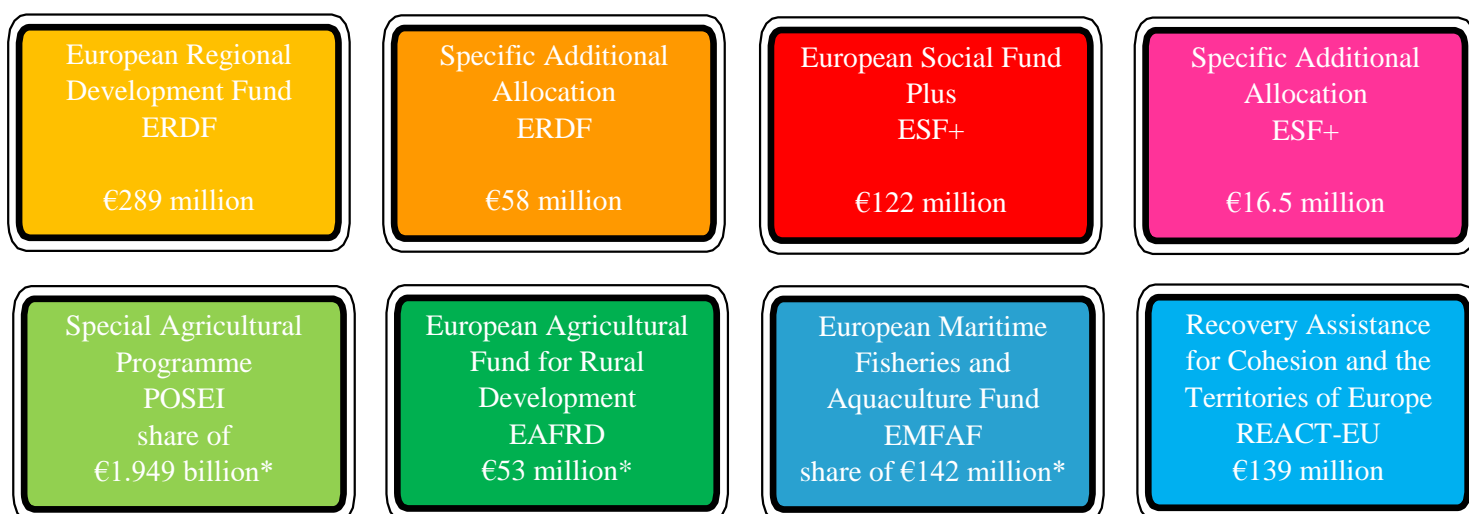 European Regional
Development Fund
ERDF
€289 million
Specific Additional
Allocation
ERDF
€58 million
European Social Fund
Plus
ESF+
€122 million
Specific Additional
Allocation
ESF+
€16.5 million
Special Agricultural
Programme
POSEI
share of
€1.949 billion*
European Agricultural
Fund for Rural
Development
EAFRD
€53 million*
European Maritime
Fisheries and
Aquaculture Fund
EMFAF
share of €142 million*
Recovery Assistance
for Cohesion and the
Territories of Europe
REACT-EU
€139 million